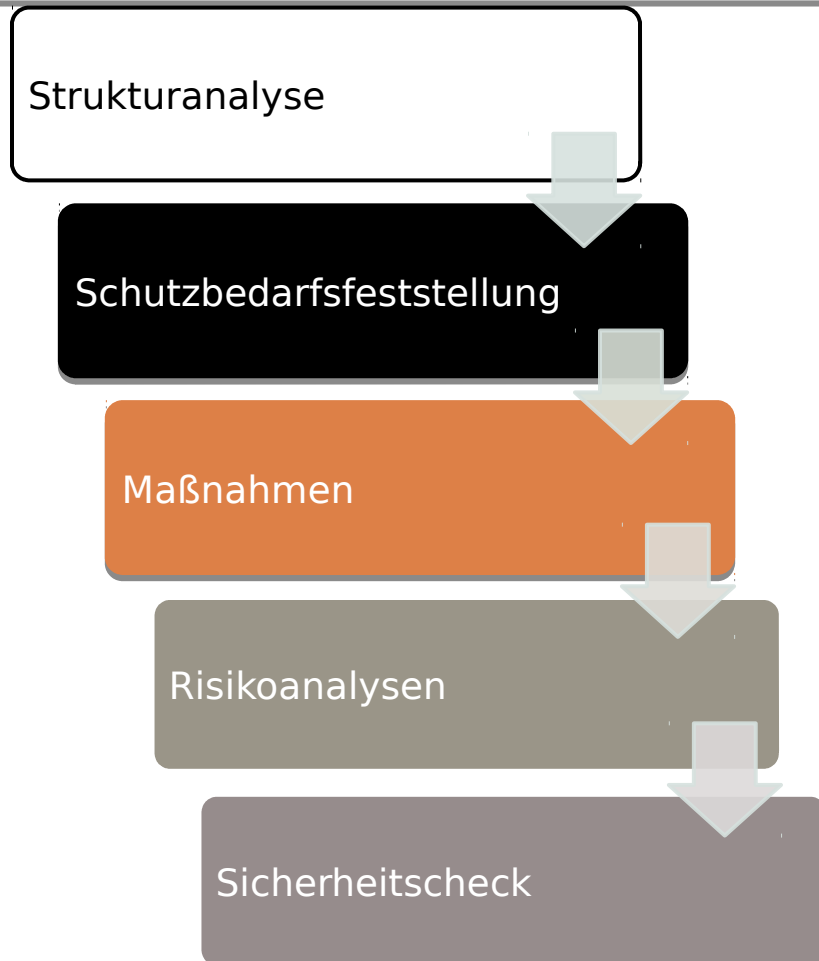 Strukturanalyse
Schutzbedarfsfeststellung
Maßnahmen
Risikoanalysen
Sicherheitscheck